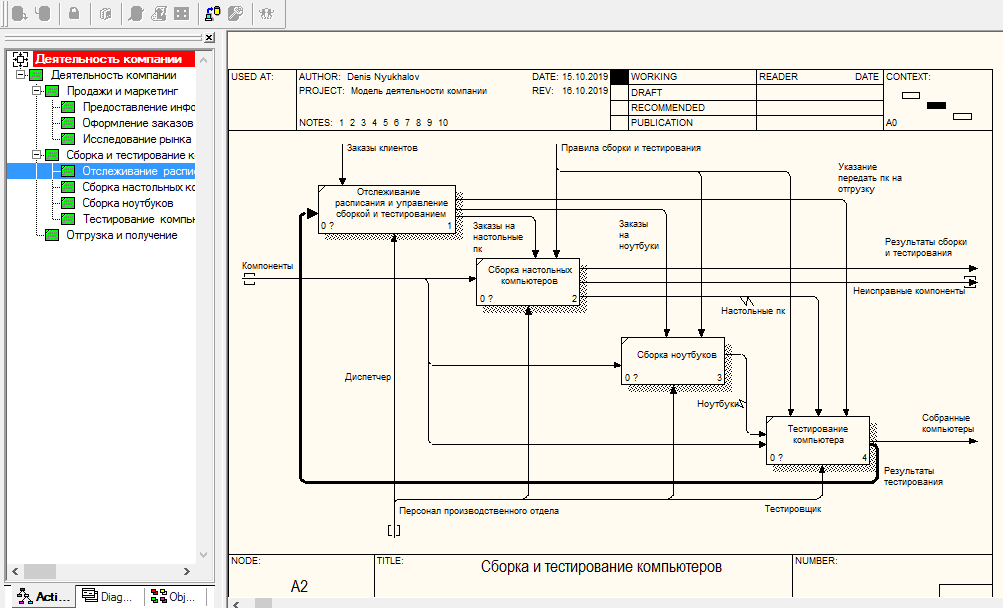 Деятельность компании
Деятельность компании
Продажи и маркетинг
Предоставление инфо
Оформление заказов
Исследование рынка
Сборка и тестирование к
Отслеживание распи
Сборка настольных ко
Сборка ноутбуков
Тестирование компь
Отгрузка и получение
Acti...
Diag...
Obj...
USED AT:
AUTHOR: Denis Nyukhalov
DATE: 15.10.2019
PROJECT: Модель деятельности компании
REV: 16.10.2019
NOTES: 1 2 3 4 5 6 7 8 9 10
WORKING
DRAFT
RECOMMENDED
PUBLICATION
READER
DATE
CONTEXT:
A0
Заказы клиентов
Правила сборки и тестирования
Указание
передать пк на
отгрузку
Отслеживание
расписания и управление
сборкой и тестированием
0 ?
1
Заказы на
настольные
пк
Заказы
на
ноутбуки
Результаты сборки
и тестирования
Компоненты
Сборка настольных
компьютеров
0 ?
2
Неисправные компоненты
Настольные пк
Сборка ноутбуков
0 ?
3
Диспетчер
Ноутбуки
Тестирование
компьютера
0 ?
4
Собранные
компьютеры
Результаты
тестирования
Персонал производственного отдела
Тестировщик
NODE:
A2
TITLE:
Сборка и тестирование компьютеров
NUMBER: